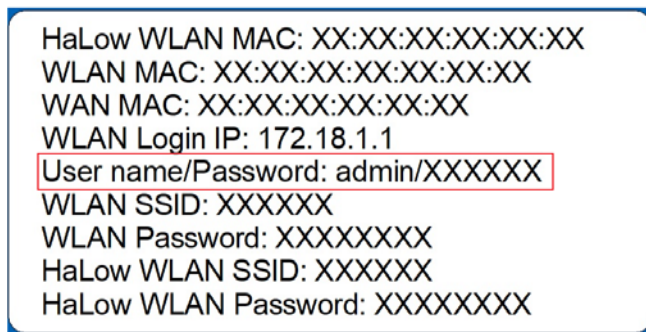 HaLow WLAN MAC: XX:XX:XX:XX:XX:XX
WLAN MAC: XX:XX:XX:XX:XX:XX:XX
WAN MAC: XX:XX:XX:XX:XX:XX
WLAN Login IP: 172.18.1.1
User name/Password: admin/XXXXXX
WLAN SSID: XXXXXX
WLAN Password: XXXXXXXX
HaLow WLAN SSID: XXXXXX
HaLow WLAN Password: XXXXXXXX